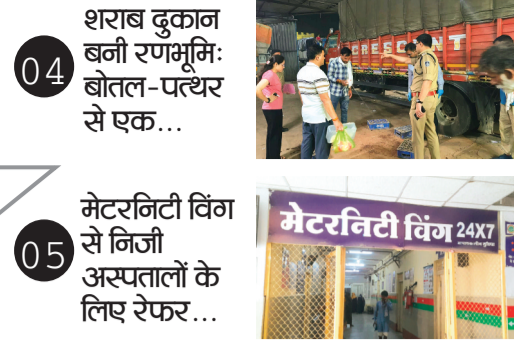 04
शराब दुकान
बनी रणभूमिः
बोतल-पत्थर
से एक...
CRESCENT
05
मेटरनिटी विंग
से निजी
अस्पतालों के
लिए रेफर...
मेटरनिटी विंग 24X7